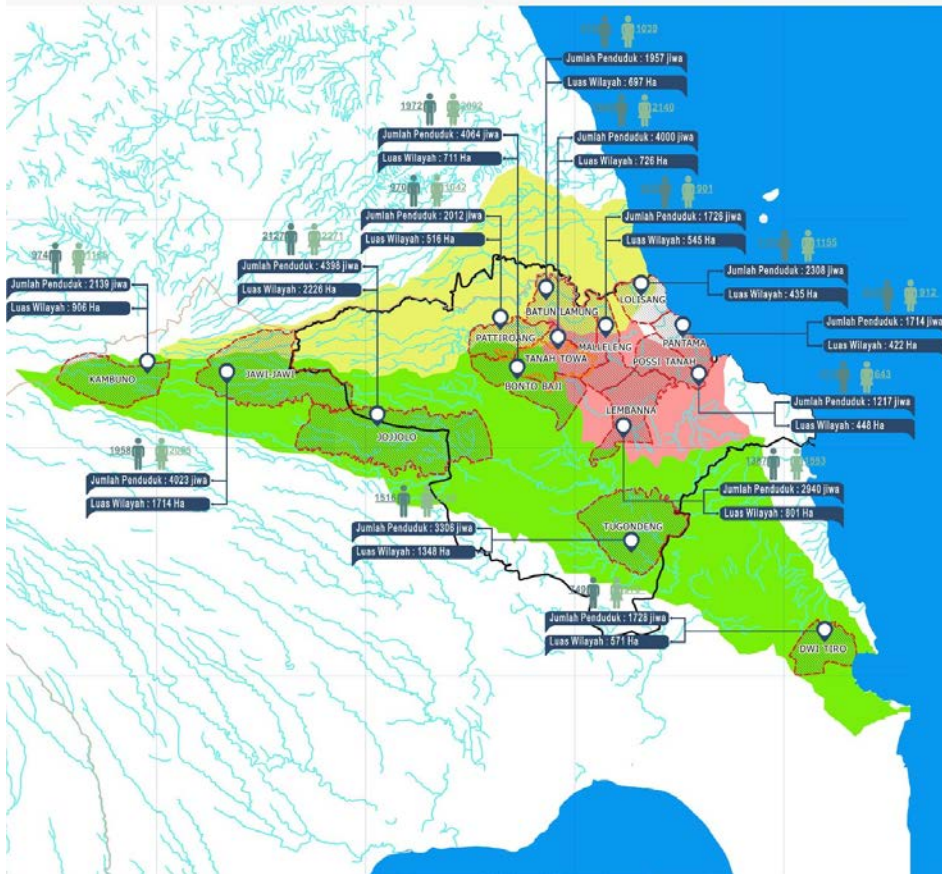 1028
Jumlah Penduduk : 1957 jiwa
Luas Wilayah : 697 Ha
1972 2092
Jumlah Penduduk : 4064 jiwa
Luas Wilayah : 711 Ha
2140
Jumlah Penduduk : 4000 jiwa
Luas Wilayah : 726 Ha
970 1042
Jumlah Penduduk : 2012 jiwa
Luas Wilayah : 516 Ha
901
Jumlah Penduduk : 1726 jiwa
Luas Wilayah : 545 Ha
2127 2271
Jumlah Penduduk : 4398 jiwa
Luas Wilayah : 2226 Ha
974
Jumlah Penduduk : 2139 jiwa
Luas Wilayah : 906 Ha
1155
Jumlah Penduduk : 2308 jiwa
Luas Wilayah : 435 Ha
912
Jumlah Penduduk : 1714 jiwa
Luas Wilayah : 422 Ha
LOLISANG
BATUN LAMUNG
PATTIROANG
MALLELENG
PANTAMA
TANAH TOWA
POSSI TANAH
KAMBUNO
JAWI-JAWI
BONTO BAJI
643
Jumlah Penduduk : 1217 jiwa
Luas Wilayah : 448 Ha
LEMBANNA
JOJJOLO
1958
Jumlah Penduduk : 4023 jiwa
Luas Wilayah : 1714 Ha
1387 1553
Jumlah Penduduk : 2940 jiwa
Luas Wilayah : 801 Ha
1516
Jumlah Penduduk : 3306 jiwa
Luas Wilayah : 1348 Ha
TUGONDENG
Jumlah Penduduk : 1728 jiwa
Luas Wilayah : 571 Ha
DWI TIRO